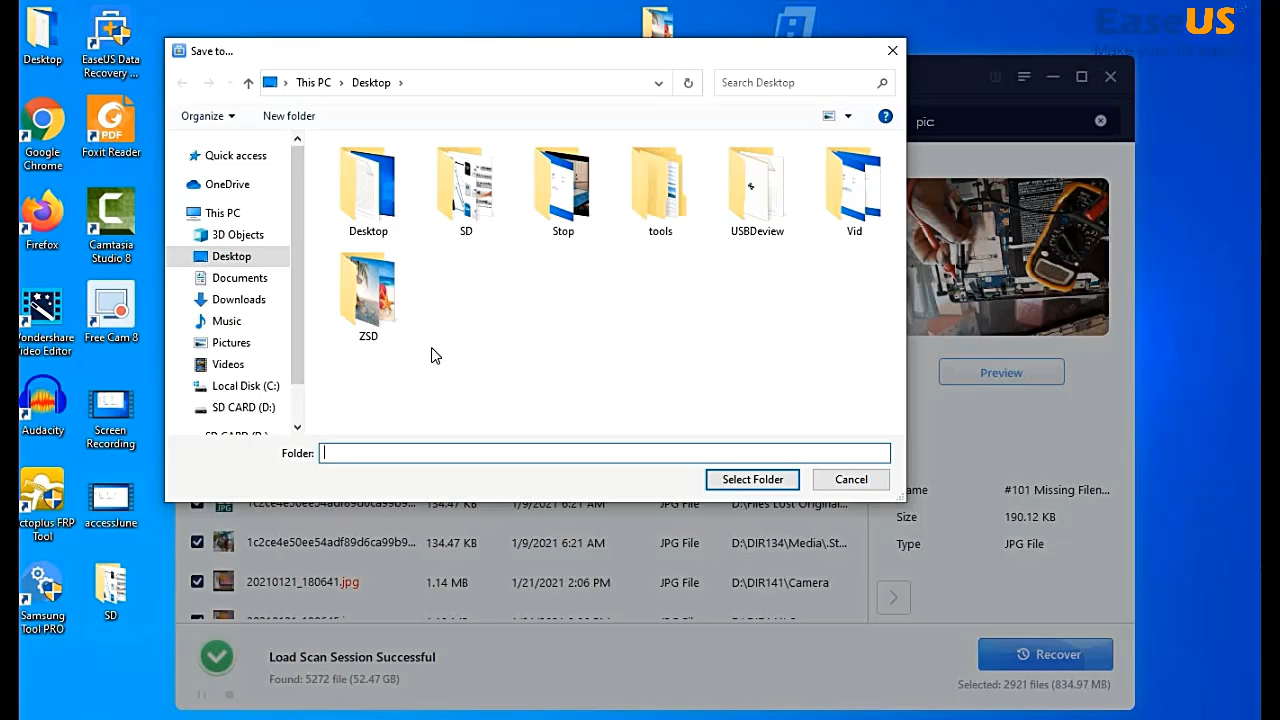 EaseUS
Desktop
EaseUS Data
Recovery ...
Google
Chrome
Foxit Reader
PDF
Firefox
Camtasia
Studio 8
Wondershare
Video Editor
Free Cam 8
Audacity
Screen
Recording
Octoplus FRP
Tool
accessJune
Samsung
Tool PRO
SD
Save to...
This PC
Desktop
Search Desktop
Organize
New folder
Quick access
OneDrive
This PC
3D Objects
Desktop
Documents
Downloads
Music
Pictures
Videos
Local Disk (C:)
SD CARD (D:)
SD CARD (D:)
Desktop
SD
Stop
tools
USBDeview
Vid
ZSD
Folder:
Select Folder
Cancel
pic
Preview
Name
#101 Missing Filen...
Size
190.12 KB
Type
JPG File
1c2ce4e50ee54adf89d6ca99b9... 134.47 KB 1/9/2021 6:21 AM JPG File D:\Files Lost Original...
1c2ce4e50ee54adf89d6ca99b9... 134.47 KB 1/9/2021 6:21 AM JPG File D:\DIR134\Media\.St...
20210121_180641.jpg 1.14 MB 1/21/2021 2:06 PM JPG File D:\DIR141\Camera
Load Scan Session Successful
Found: 5272 file (52.47 GB)
Recover
Selected: 2921 files (834.97 MB)